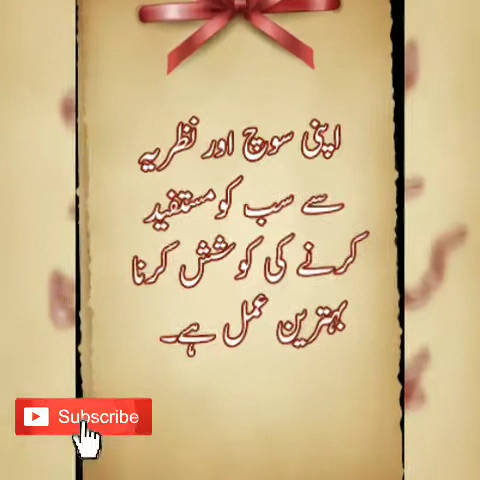 اپنی سوچ اور نظریہ
سے سب کو مستفید
کرنے کی کوشش کرنا
بہترین عمل ہے۔
Subscribe